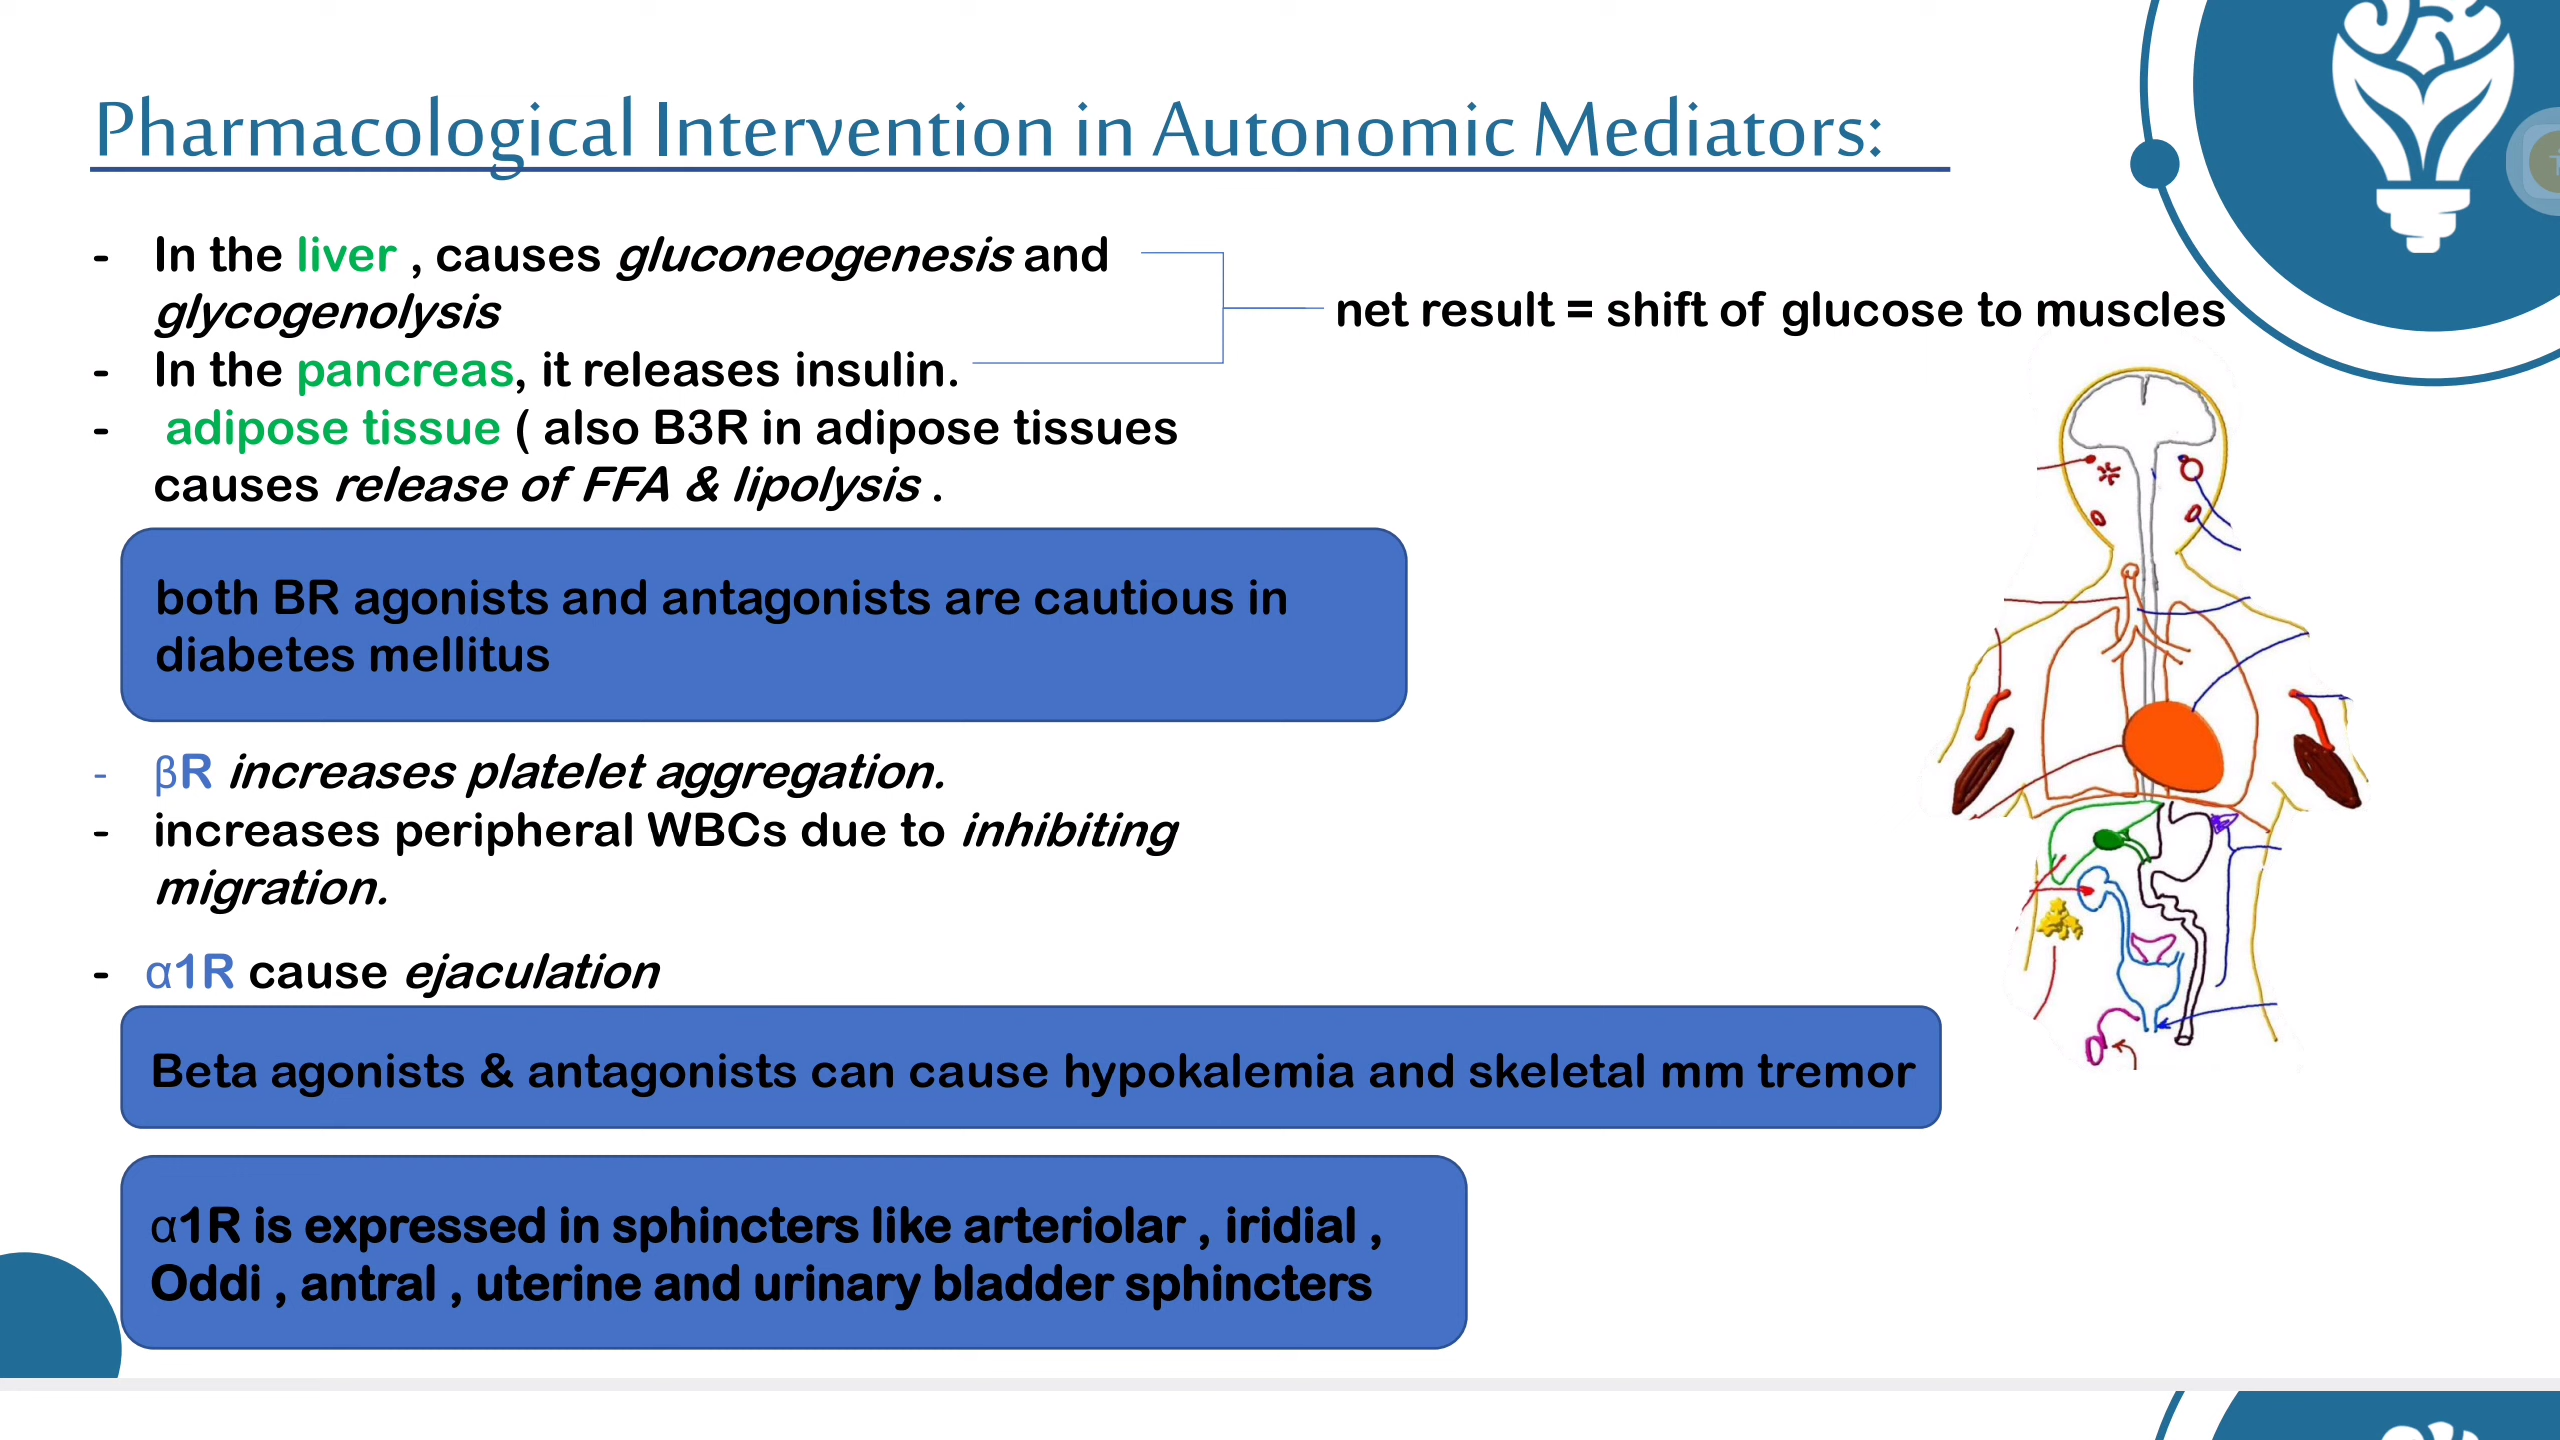 Pharmacological Intervention in Autonomic Mediators:
- In the liver , causes gluconeogenesis and
glycogenolysis
net result = shift of glucose to muscles
- In the pancreas, it releases insulin.
- adipose tissue ( also B3R in adipose tissues
causes release of FFA & lipolysis .
both BR agonists and antagonists are cautious in
diabetes mellitus
- βR increases platelet aggregation.
- increases peripheral WBCs due to inhibiting
migration.
- α1R cause ejaculation
Beta agonists & antagonists can cause hypokalemia and skeletal mm tremor
α1R is expressed in sphincters like arteriolar , iridial ,
Oddi , antral , uterine and urinary bladder sphincters